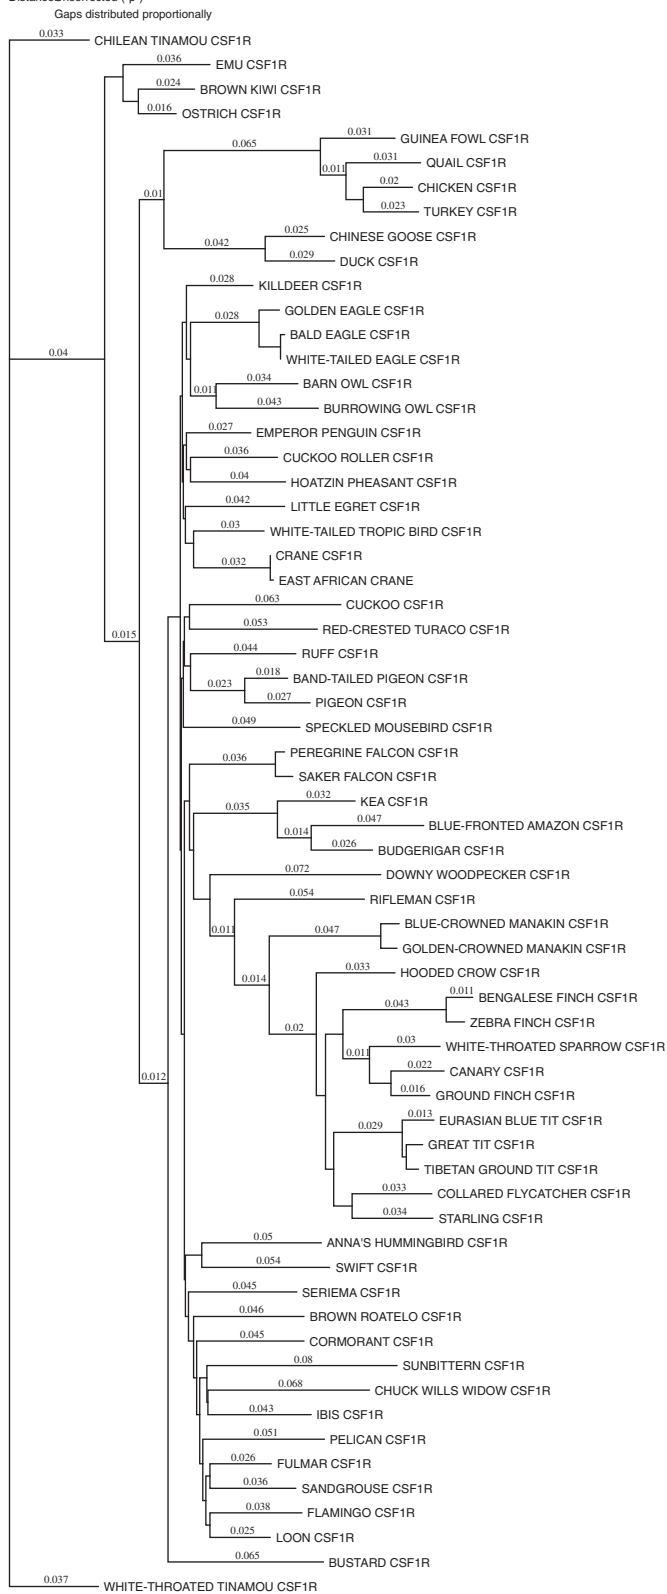 Gaps distributed proportionally
0.033 CHILEAN TINAMOU CSF1R
0.036 EMU CSF1R
0.024 BROWN KIWI CSF1R
0.016 OSTRICH CSF1R
0.031 GUINEA FOWL CSF1R
0.065
0.031 QUAIL CSF1R
0.011
0.02 CHICKEN CSF1R
0.01
0.023 TURKEY CSF1R
0.025 CHINESE GOOSE CSF1R
0.042
0.029 DUCK CSF1R
0.028 KILLDEER CSF1R
GOLDEN EAGLE CSF1R
0.028
BALD EAGLE CSF1R
0.04
WHITE-TAILED EAGLE CSF1R
0.034 BARN OWL CSF1R
0.011
0.043 BURROWING OWL CSF1R
0.027 EMPEROR PENGUIN CSF1R
0.036 CUCKOO ROLLER CSF1R
0.04 HOATZIN PHEASANT CSF1R
0.042 LITTLE EGRET CSF1R
0.03 WHITE-TAILED TROPIC BIRD CSF1R
CRANE CSF1R
0.032
EAST AFRICAN CRANE
0.063 CUCKOO CSF1R
0.053 RED-CRESTED TURACO CSF1R
0.015
0.044 RUFF CSF1R
0.018 BAND-TAILED PIGEON CSF1R
0.023
0.027 PIGEON CSF1R
0.049 SPECKLED MOUSEBIRD CSF1R
PEREGRINE FALCON CSF1R
0.036
SAKER FALCON CSF1R
0.032 KEA CSF1R
0.035
0.047 BLUE-FRONTED AMAZON CSF1R
0.014
0.026 BUDGERIGAR CSF1R
0.072 DOWNY WOODPECKER CSF1R
0.054 RIFLEMAN CSF1R
BLUE-CROWNED MANAKIN CSF1R
0.011 0.047
GOLDEN-CROWNED MANAKIN CSF1R
0.033 HOODED CROW CSF1R
0.014
0.011 BENGALESE FINCH CSF1R
0.043
ZEBRA FINCH CSF1R
0.02
0.03 WHITE-THROATED SPARROW CSF1R
0.011
0.022 CANARY CSF1R
0.012
0.016 GROUND FINCH CSF1R
0.013 EURASIAN BLUE TIT CSF1R
0.029
GREAT TIT CSF1R
TIBETAN GROUND TIT CSF1R
0.033 COLLARED FLYCATCHER CSF1R
0.034 STARLING CSF1R
0.05 ANNA'S HUMMINGBIRD CSF1R
0.054 SWIFT CSF1R
0.045 SERIEMA CSF1R
0.046 BROWN ROATELO CSF1R
0.045 CORMORANT CSF1R
0.08 SUNBITTERN CSF1R
0.068 CHUCK WILLS WIDOW CSF1R
0.043 IBIS CSF1R
0.051 PELICAN CSF1R
0.026 FULMAR CSF1R
0.036 SANDGROUSE CSF1R
0.038 FLAMINGO CSF1R
0.025 LOON CSF1R
0.065 BUSTARD CSF1R
0.037 WHITE-THROATED TINAMOU CSF1R